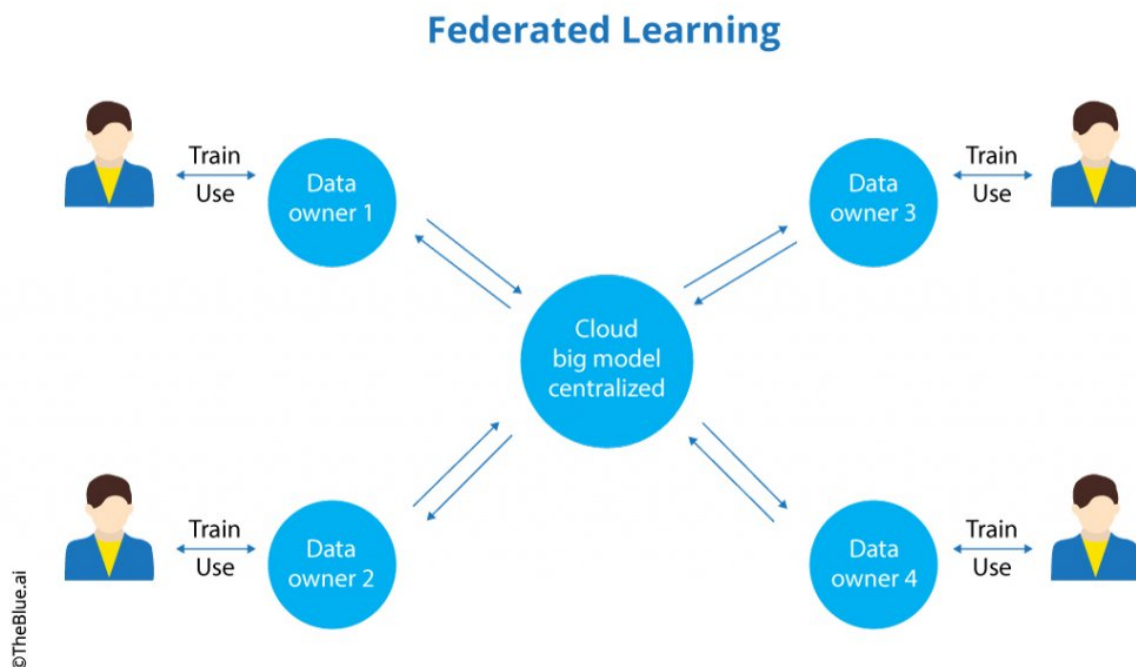 Federated Learning
Train
Use
Data
owner 1
Data
owner 3
Train
Use
Cloud
big model
centralized
Train
Use
Data
owner 2
Data
owner 4
Train
Use
©TheBlue.ai